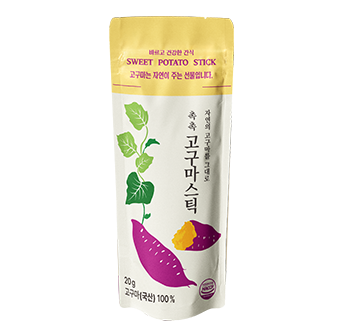 바르고 건강한 간식
SWEET POTATO STICK
고구마는 자연이 주는 선물입니다.
자연의 고구마를 그대로
촉촉 고구마스틱
20g
고구마(국산) 100%
HACCP